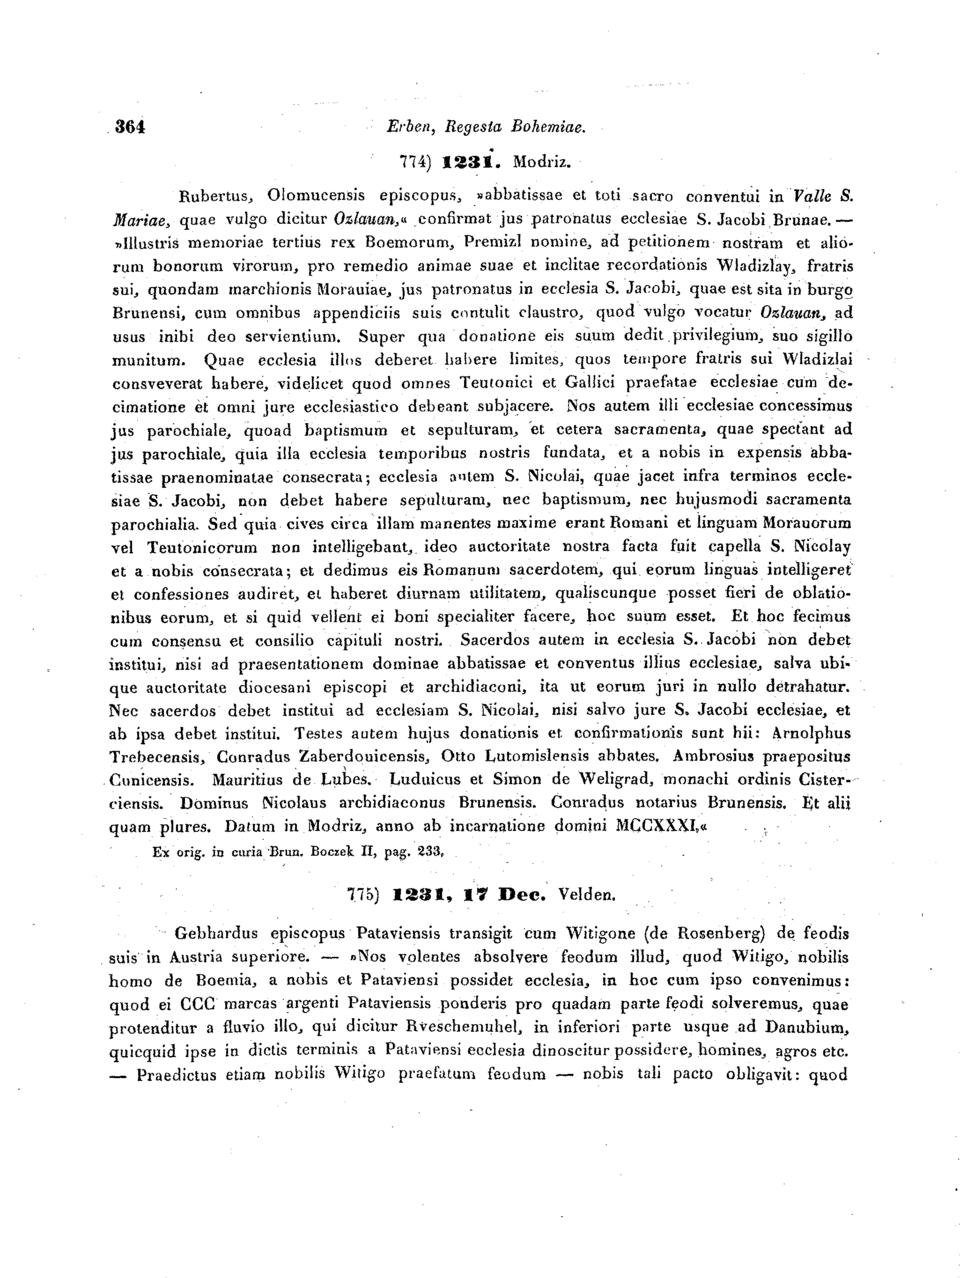 364 Erben, Regesta Bohemiae.
774) 1231. Modriz.
Rubertus, Olomucensis episcopus, »abbatissae et toti sacro conventui in Valle S.
Mariae, quae vulgo dicitur Ozlauan,« confirmat jus patronatus ecclesiae S. Jacobi Brunae. —
»Illustris memoriae tertius rex Boemorum, Premizl nomine, ad petitionem nostram et alio-
rum bonorum virorum, pro remedio animae suae et inclitae recordationis Wladizlay, fratris
sui, quondam marchionis Morauiae, jus patronatus in ecclesia S. Jacobi, quae est sita in burgo
Brunensi, cum omnibus appendiciis suis contulit claustro, quod vulgo vocatur Ozlauan, ad
usus inibi deo servientium. Super qua donatione eis suum dedit privilegium, suo sigillo
munitum. Quae ecclesia illos deberet habere limites, quos tempore fratris sui Wladizlai
consveverat habere, videlicet quod omnes Teutonici et Gallici praefatae ecclesiae cum de-
cimatione et omni jure ecclesiastico debeant subjacere. Nos autem illi ecclesiae concessimus
jus parochiale, quoad baptismum et sepulturam, et cetera sacramenta, quae spectant ad
jus parochiale, quia illa ecclesia temporibus nostris fundata, et a nobis in expensis abba-
tissae praenominatae consecrata; ecclesia autem S. Nicolai, quae jacet infra terminos eccle-
siae S. Jacobi, non debet habere sepulturam, nec baptismum, nec hujusmodi sacramenta
parochialia. Sed quia cives circa illam manentes maxime erant Romani et linguam Morauorum
vel Teutonicorum non intelligebant, ideo auctoritate nostra facta fuit capella S. Nicolay
et a nobis consecrata; et dedimus eis Romanum sacerdotem, qui eorum linguas intelligeret
et confessiones audiret, et haberet diurnam utilitatem, qualiscunque posset fieri de oblatio-
nibus eorum, et si quid vellent ei boni specialiter facere, hoc suum esset. Et hoc fecimus
cum consensu et consilio capituli nostri. Sacerdos autem in ecclesia S. Jacobi non debet
institui, nisi ad praesentationem dominae abbatissae et conventus illius ecclesiae, salva ubi-
que auctoritate diocesani episcopi et archidiaconi, ita ut eorum juri in nullo detrahatur.
Nec sacerdos debet institui ad ecclesiam S. Nicolai, nisi salvo jure S. Jacobi ecclesiae, et
ab ipsa debet institui. Testes autem hujus donationis et confirmationis sunt hii: Arnolphus
Trebecensis, Conradus Zaberdouicensis, Otto Lutomislensis abbates. Ambrosius praepositus
Cunicensis. Mauritius de Lubes. Luduicus et Simon de Weligrad, monachi ordinis Cister-
ciensis. Dominus Nicolaus archidiaconus Brunensis. Conradus notarius Brunensis. Et alii
quam plures. Datum in Modriz, anno ab incarnatione domini MCCXXXI.«
Ex orig. in curia Brun. Boczek II, pag. 233.
775) 1231, 17 Dec. Velden.
Gebhardus episcopus Pataviensis transigit cum Witigone (de Rosenberg) de feodis
suis in Austria superiore. — »Nos volentes absolvere feodum illud, quod Witigo, nobilis
homo de Boemia, a nobis et Pataviensi possidet ecclesia, in hoc cum ipso convenimus:
quod ei CCC marcas argenti Pataviensis ponderis pro quadam parte feodi solveremus, quae
protenditur a fluvio illo, qui dicitur Rveschemuhel, in inferiori parte usque ad Danubium,
quicquid ipse in dictis terminis a Pataviensi ecclesia dinoscitur possidere, homines, agros etc.
— Praedictus etiam nobilis Witigo praefatum feodum — nobis tali pacto obligavit: quod